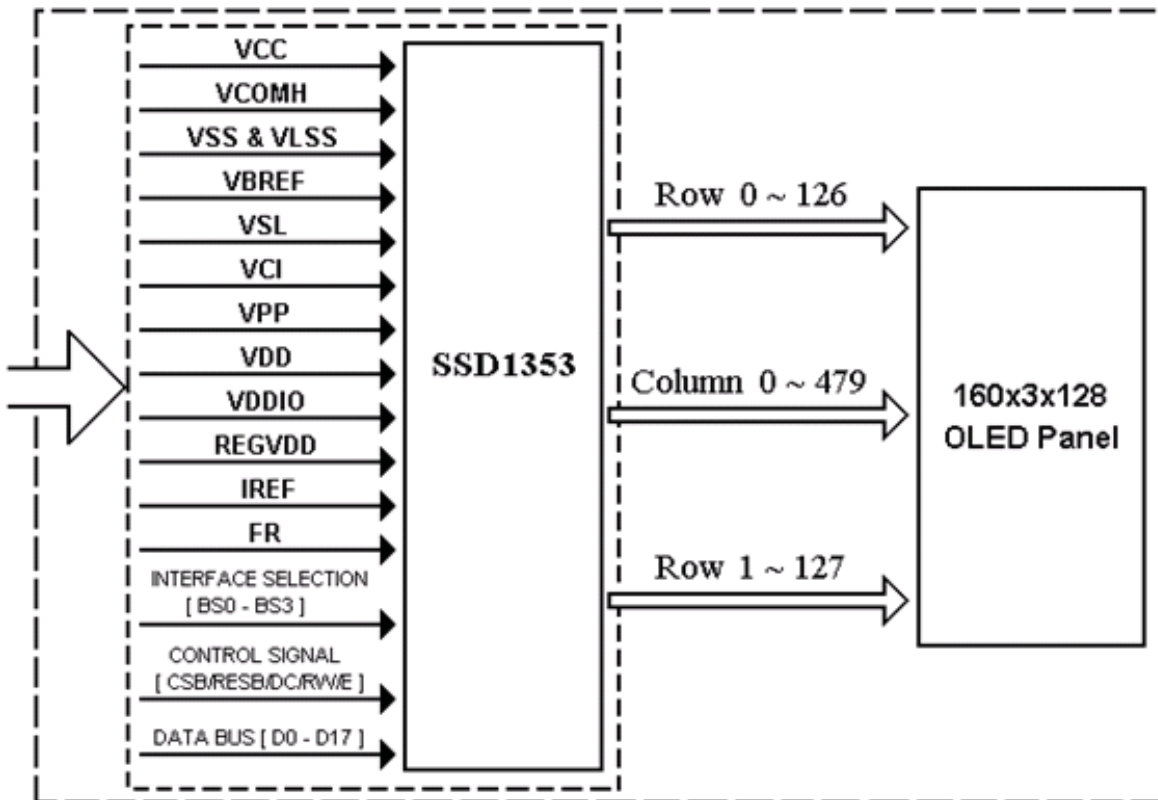 VCC
VCOMH
VSS & VLSS
VBREF
VSL
VCI
VPP
VDD
VDDIO
REGVDD
IREF
FR
INTERFACE SELECTION
[ BS0 - BS3 ]
CONTROL SIGNAL
[ CSB/RESB/DC/RW/E ]
DATA BUS [ D0 - D17 ]
SSD1353
Row 0 ~ 126
Column 0 ~ 479
Row 1 ~ 127
160x3x128
OLED Panel